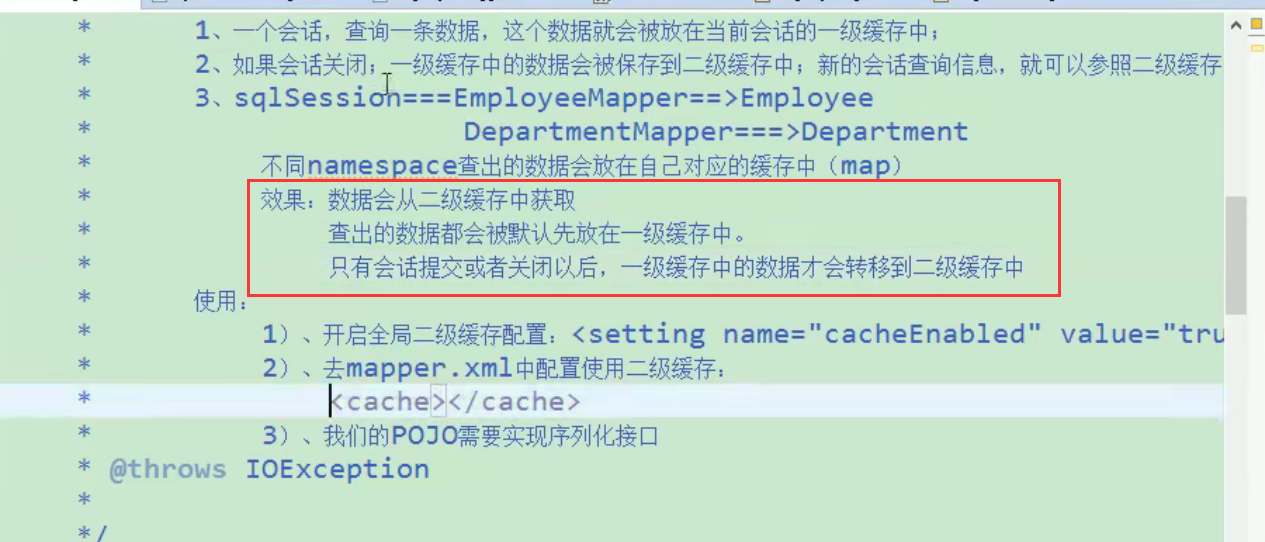 * 1、一个会话，查询一条数据，这个数据就会被放在当前会话的一级缓存中；
* 2、如果会话关闭；一级缓存中的数据会被保存到二级缓存中；新的会话查询信息，就可以参照二级缓存
* 3、sqlSession===EmployeeMapper==>Employee
* DepartmentMapper===>Department
* 不同namespace查出的数据会放在自己对应的缓存中（map）
* 效果：数据会从二级缓存中获取
* 查出的数据都会被默认先放在一级缓存中。
* 只有会话提交或者关闭以后，一级缓存中的数据才会转移到二级缓存中
* 使用：
* 1）、开启全局二级缓存配置：<setting name="cacheEnabled" value="tru
* 2）、去mapper.xml中配置使用二级缓存：
* <cache></cache>
* 3）、我们的POJO需要实现序列化接口
* @throws IOException
*
*/